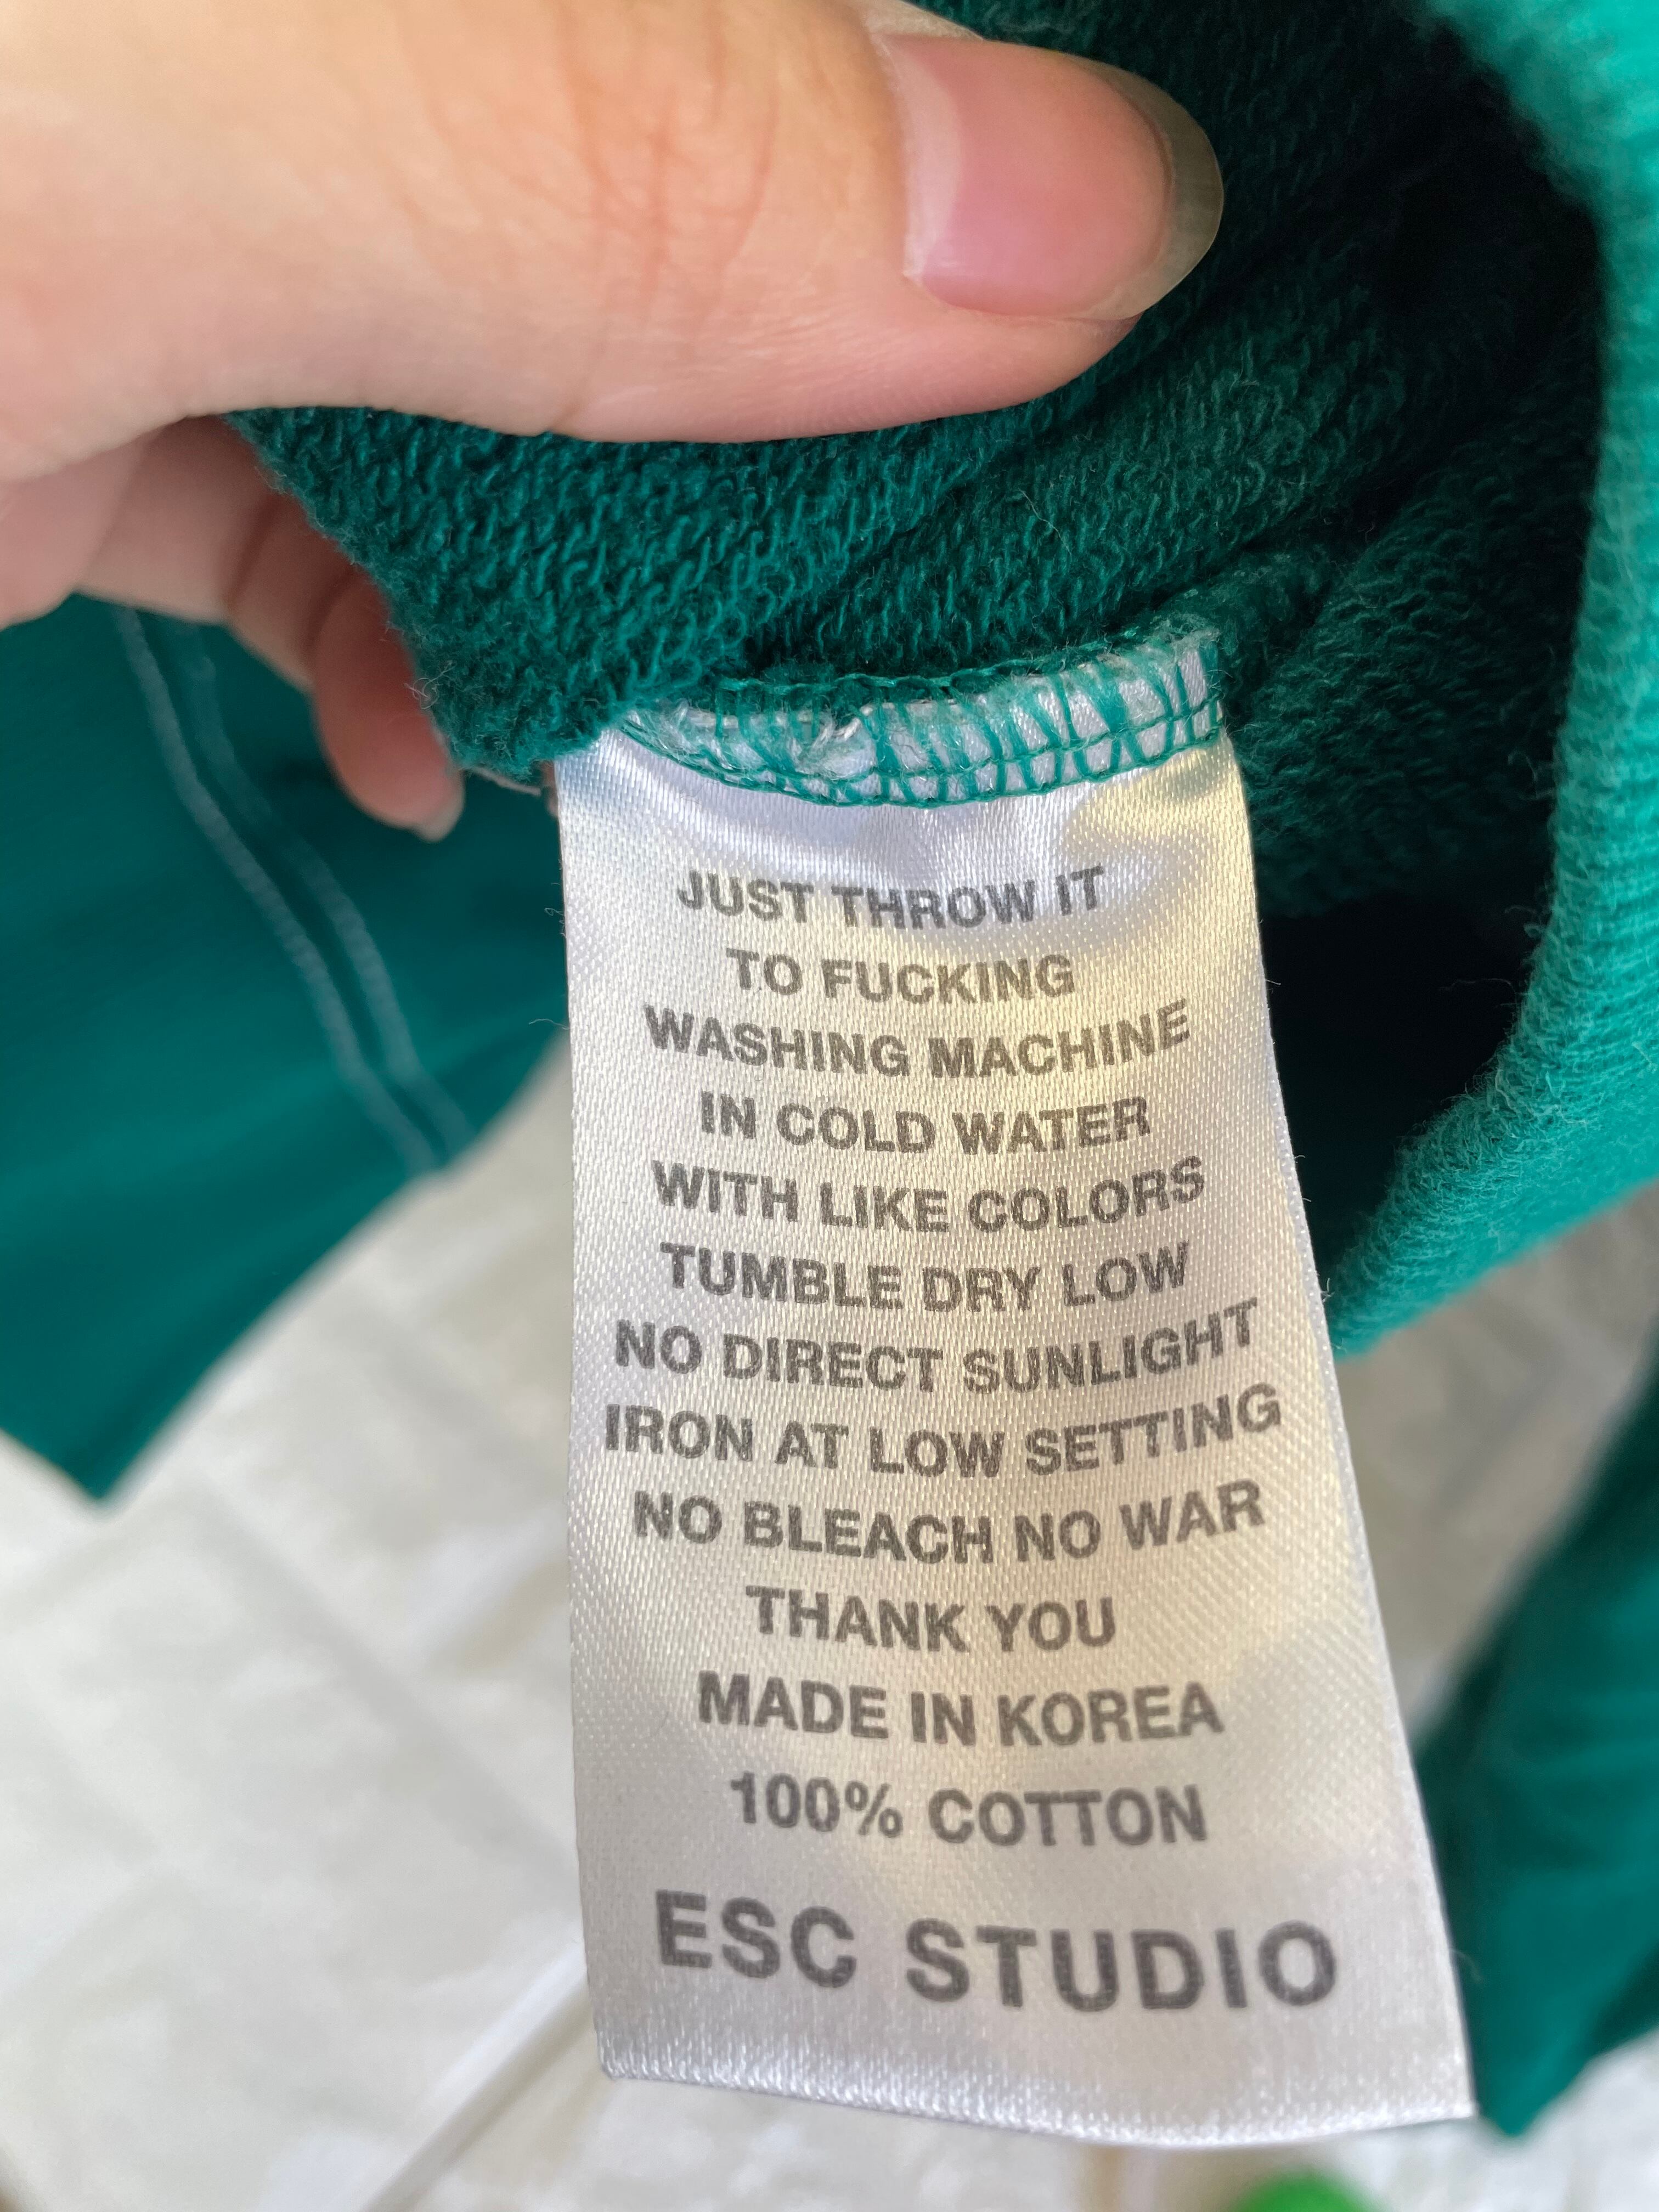 JUST THROW IT
TO FUCKING
WASHING MACHINE
IN COLD WATER
WITH LIKE COLORS
TUMBLE DRY LOW
NO DIRECT SUNLIGHT
IRON AT LOW SETTING
NO BLEACH NO WAR
THANK YOU
MADE IN KOREA
100% COTTON
ESC STUDIO